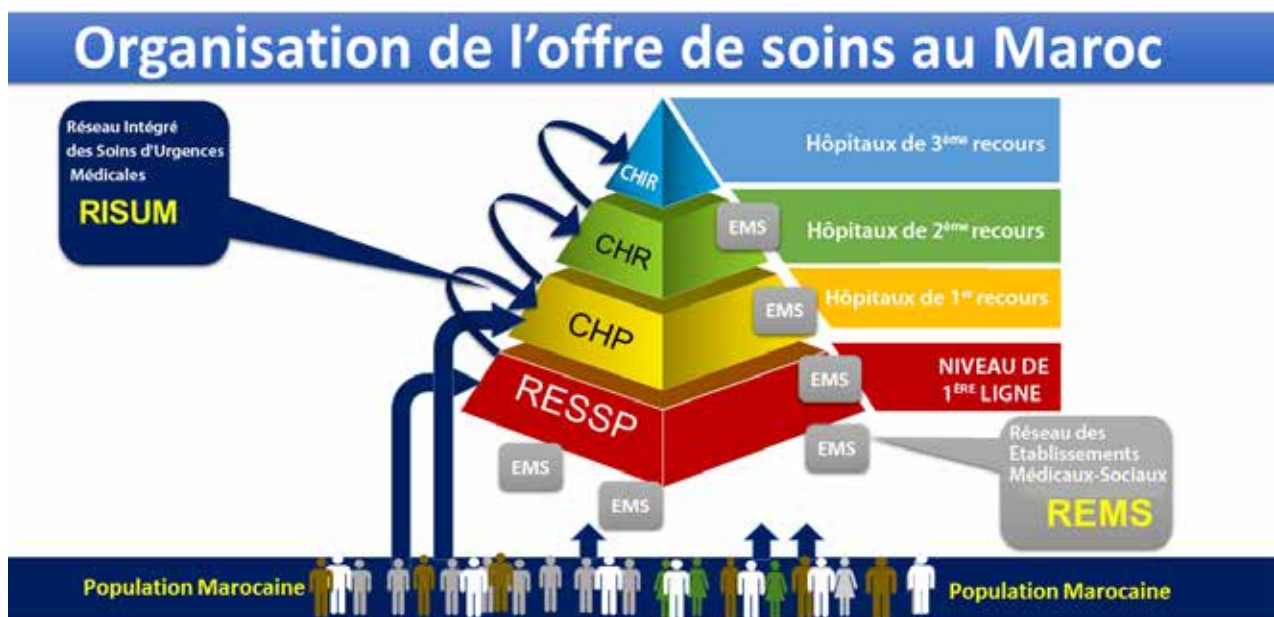 Organisation de l’offre de soins au Maroc
Réseau Intégré
des Soins d'Urgences
Médicales
RISUM
CHIR
Hôpitaux de 3ème recours
CHR
EMS
Hôpitaux de 2ème recours
CHP
EMS
Hôpitaux de 1er recours
RESSP
EMS
NIVEAU DE
1ÈRE LIGNE
EMS
EMS
EMS
Réseau des
Etablissements
Médicaux-Sociaux
REMS
Population Marocaine
Population Marocaine